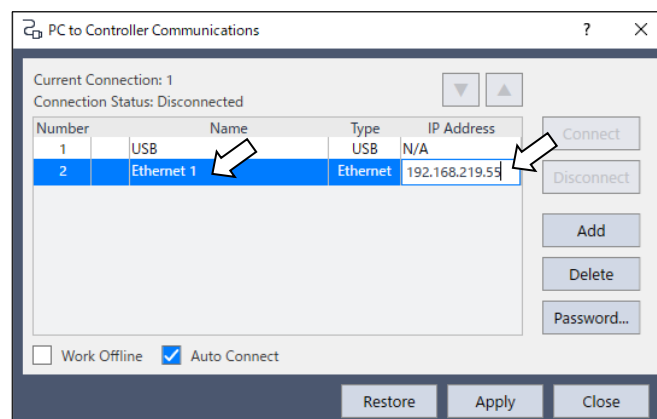 PC to Controller Communications
Current Connection: 1
Connection Status: Disconnected
Number Name Type IP Address
1 USB USB N/A
2 Ethernet 1 Ethernet 192.168.219.55
Connect
Disconnect
Add
Delete
Password...
Work Offline Auto Connect
Restore Apply Close